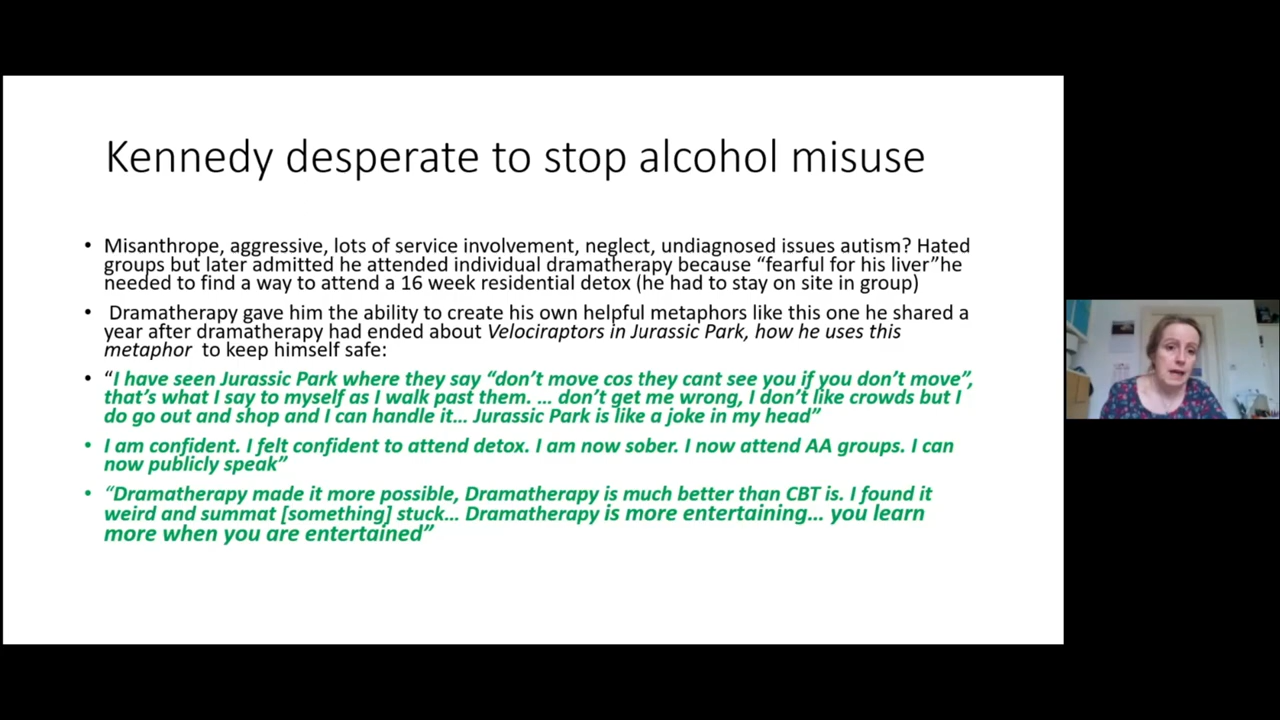 Kennedy desperate to stop alcohol misuse
• Misanthrope, aggressive, lots of service involvement, neglect, undiagnosed issues autism? Hated
groups but later admitted he attended individual dramatherapy because “fearful for his liver”he
needed to find a way to attend a 16 week residential detox (he had to stay on site in group)
• Dramatherapy gave him the ability to create his own helpful metaphors like this one he shared a
year after dramatherapy had ended about Velociraptors in Jurassic Park, how he uses this
metaphor to keep himself safe:
• “I have seen Jurassic Park where they say “don’t move cos they cant see you if you don’t move”,
that’s what I say to myself as I walk past them. … don’t get me wrong, I don’t like crowds but I
do go out and shop and I can handle it… Jurassic Park is like a joke in my head”
• I am confident. I felt confident to attend detox. I am now sober. I now attend AA groups. I can
now publicly speak”
• “Dramatherapy made it more possible, Dramatherapy is much better than CBT is. I found it
weird and summat [something] stuck… Dramatherapy is more entertaining… you learn
more when you are entertained”